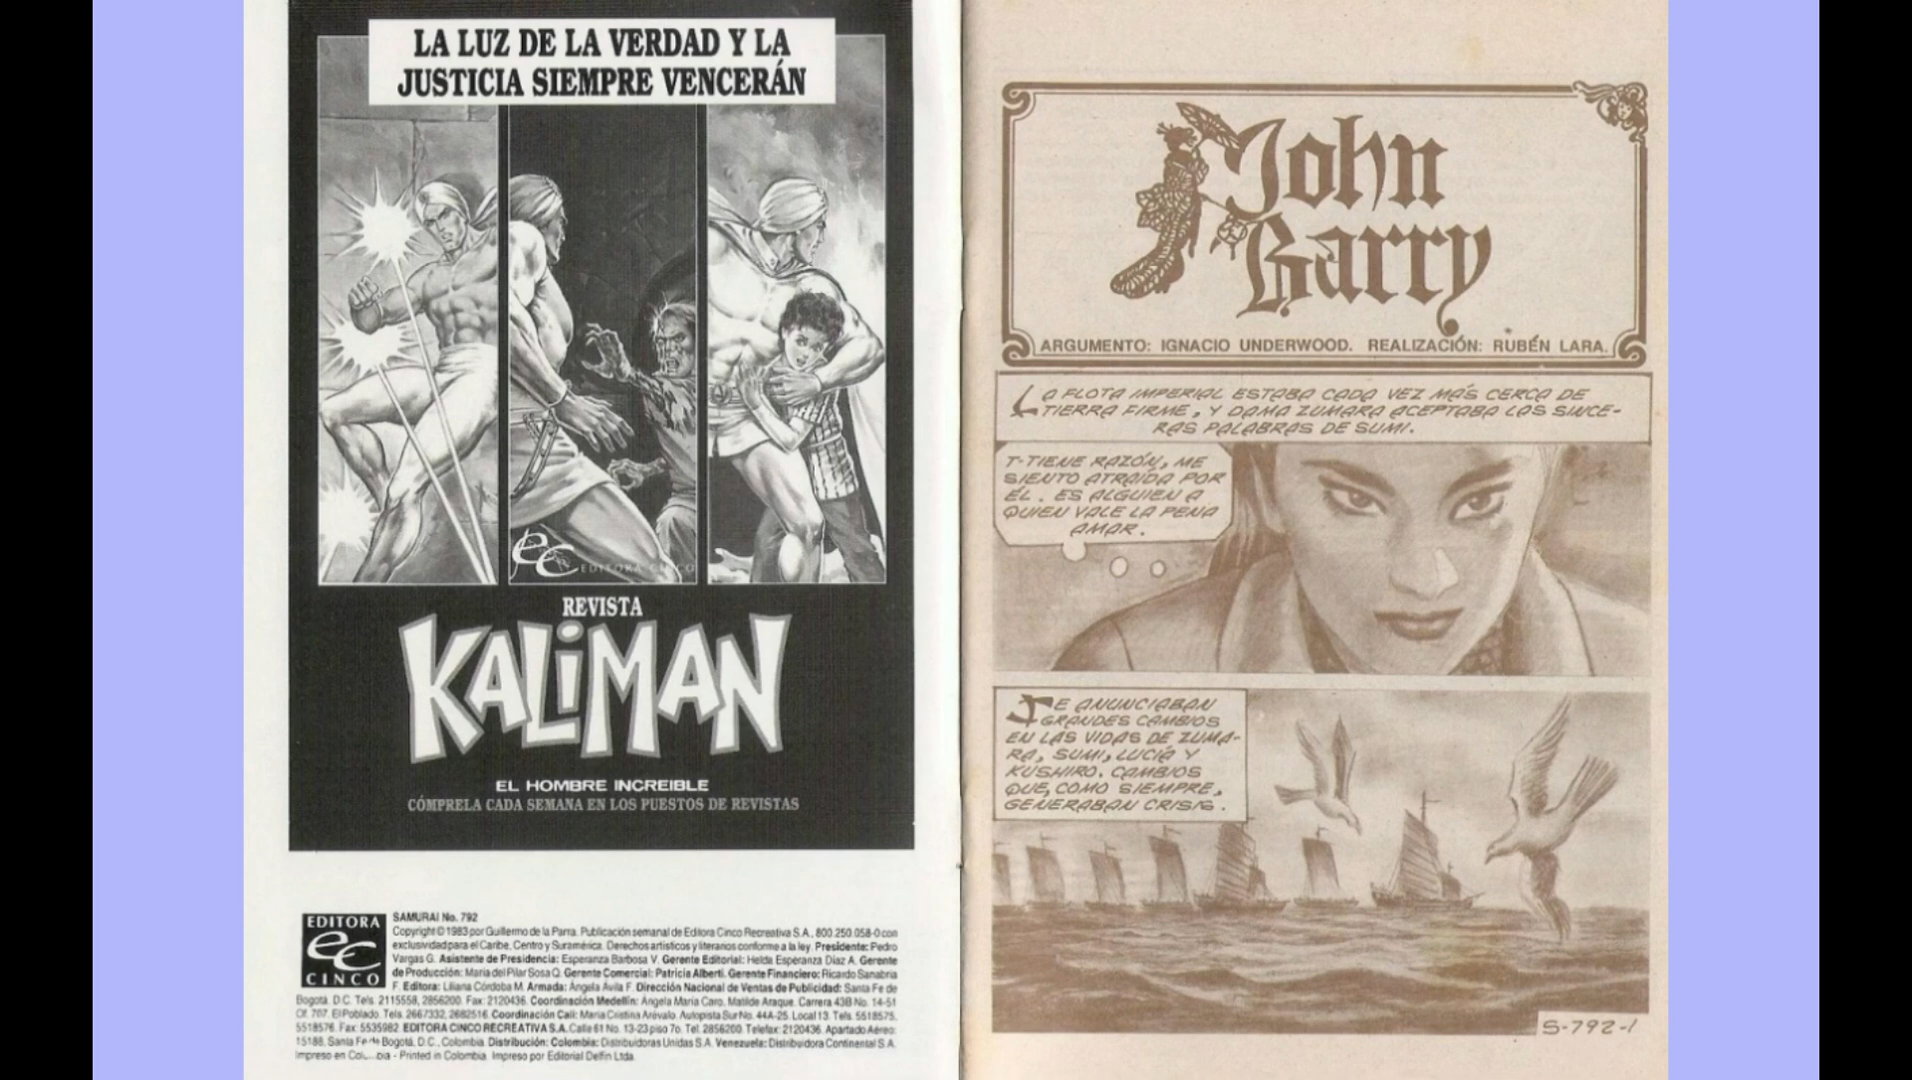 LA LUZ DE LA VERDAD Y LA
JUSTICIA SIEMPRE VENCERÁN
ec EDITORA CINCO
REVISTA
KALiMAN
EL HOMBRE INCREIBLE
CÓMPRELA CADA SEMANA EN LOS PUESTOS DE REVISTAS
EDITORA
ec
CINCO
SAMURAI No. 792
Copyright © 1983 por Guillermo de la Parra. Publicación semanal de Editora Cinco Recreativa S.A., 800.250.058-0 con
exclusividad para el Caribe, Centro y Suramérica. Derechos artísticos y literarios conforme a la ley. Presidente: Pedro
Vargas G. Asistente de Presidencia: Esperanza Barbosa V. Gerente Editorial: Helda Esperanza Díaz A. Gerente
de Producción: María del Pilar Sosa Q. Gerente Comercial: Patricia Alberti. Gerente Financiero: Ricardo Sanabria
F. Editora: Liliana Córdoba M. Armada: Angela Avila F. Dirección Nacional de Ventas de Publicidad: Santa Fe de
Bogotá. D.C. Tels. 2115558, 2856200. Fax: 2120436. Coordinación Medellín: Angela María Caro, Matilde Araque. Carrera 43B No. 14-51
Of. 707. El Poblado. Tels. 2667332, 2682516. Coordinación Cali: María Cristina Arévalo. Autopista Sur No. 44A-25. Local 13. Tels. 5518575,
5518576. Fax: 5535982. EDITORA CINCO RECREATIVA S.A. Calle 61 No. 13-23 piso 7o. Tel. 2856200. Telefax: 2120436. Apartado Aéreo:
15188, Santa Fe de Bogotá, D.C., Colombia. Distribución: Colombia: Distribuidoras Unidas S.A. Venezuela: Distribuidora Continental S.A.
Impreso en - Printed in Colombia. Impreso por Editorial Delfín Ltda.
John
Barry
ARGUMENTO: IGNACIO UNDERWOOD. REALIZACIÓN: RUBÉN LARA.
LA FLOTA IMPERIAL ESTABA CADA VEZ MÁS CERCA DE
TIERRA FIRME, Y DAMA ZUMARA ACEPTABA LAS SINCE-
RAS PALABRAS DE SUMI.
T-TIENE RAZÓN, ME
SIENTO ATRAÍDA POR
ÉL. ES ALGUIEN A
QUIEN VALE LA PENA
AMAR.
SE ANUNCIABAN
GRANDES CAMBIOS
EN LAS VIDAS DE ZUMA-
RA, SUMI, LUCÍA Y
KUSHIRO. CAMBIOS
QUE, COMO SIEMPRE,
GENERABAN CRISIS.
S-792-1